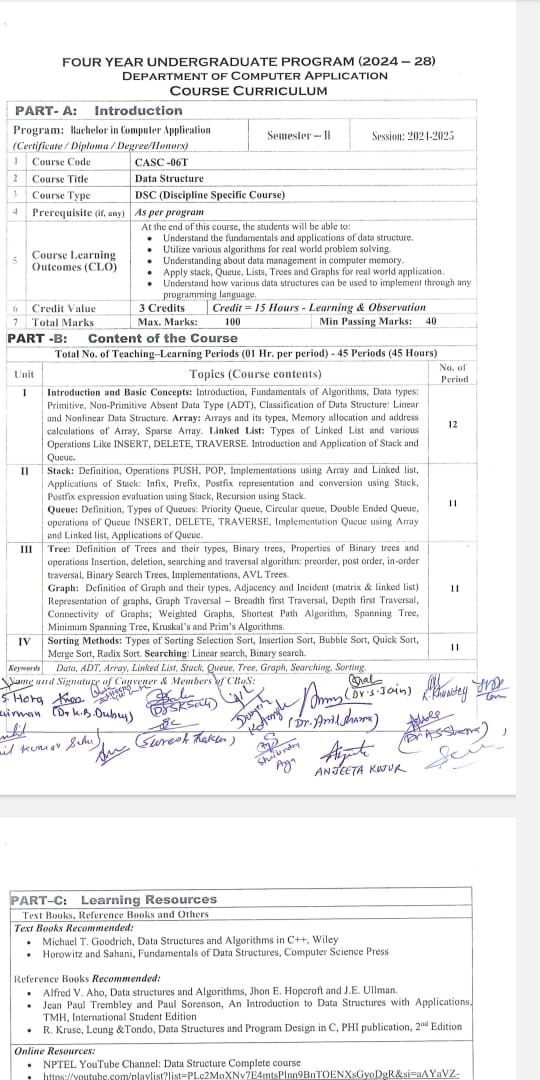 FOUR YEAR UNDERGRADUATE PROGRAM (2024 – 28)
DEPARTMENT OF COMPUTER APPLICATION
COURSE CURRICULUM
PART- A: Introduction
Program: Bachelor in Computer Application
(Certificate / Diploma / Degree/Honors)
Semester – II
Session: 2024-2025
1 Course Code CASC -06T
2 Course Title Data Structure
3 Course Type DSC (Discipline Specific Course)
4 Prerequisite (if, any) As per program
5 Course Learning Outcomes (CLO)
At the end of this course, the students will be able to:
• Understand the fundamentals and applications of data structure.
• Utilize various algorithms for real world problem solving.
• Understanding about data management in computer memory.
• Apply stack, Queue, Lists, Trees and Graphs for real world application.
• Understand how various data structures can be used to implement through any
programming language.
6 Credit Value 3 Credits Credit = 15 Hours - Learning & Observation
7 Total Marks Max. Marks: 100 Min Passing Marks: 40
PART -B: Content of the Course
Total No. of Teaching–Learning Periods (01 Hr. per period) - 45 Periods (45 Hours)
Unit Topics (Course contents) No. of Period
I Introduction and Basic Concepts: Introduction, Fundamentals of Algorithms, Data types:
Primitive, Non-Primitive Absent Data Type (ADT), Classification of Data Structure: Linear
and Nonlinear Data Structure. Array: Arrays and its types, Memory allocation and address
calculations of Array, Sparse Array. Linked List: Types of Linked List and various
Operations Like INSERT, DELETE, TRAVERSE. Introduction and Application of Stack and
Queue.
12
II Stack: Definition, Operations PUSH, POP, Implementations using Array and Linked list,
Applications of Stack: Infix, Prefix, Postfix representation and conversion using Stack,
Postfix expression evaluation using Stack, Recursion using Stack.
Queue: Definition, Types of Queues: Priority Queue, Circular queue, Double Ended Queue,
operations of Queue INSERT, DELETE, TRAVERSE, Implementation Queue using Array
and Linked list, Applications of Queue.
11
III Tree: Definition of Trees and their types, Binary trees, Properties of Binary trees and
operations Insertion, deletion, searching and traversal algorithm: preorder, post order, in-order
traversal, Binary Search Trees, Implementations, AVL Trees.
Graph: Definition of Graph and their types, Adjacency and Incident (matrix & linked list)
Representation of graphs, Graph Traversal – Breadth first Traversal, Depth first Traversal,
Connectivity of Graphs; Weighted Graphs, Shortest Path Algorithm, Spanning Tree,
Minimum Spanning Tree, Kruskal's and Prim's Algorithms.
11
IV Sorting Methods: Types of Sorting Selection Sort, Insertion Sort, Bubble Sort, Quick Sort,
Merge Sort, Radix Sort. Searching: Linear search, Binary search.
11
Keywords Data, ADT, Array, Linked List, Stack, Queue, Tree, Graph, Searching, Sorting.
Name and Signature of Convener & Members of CBoS:
(Dr K.B. Dubey)
(Dr. S. Jain)
(Dr. Anil Sharma)
(Suresh Thakur)
ANJEETA KUJUR
PART-C: Learning Resources
Text Books, Reference Books and Others
Text Books Recommended:
• Michael T. Goodrich, Data Structures and Algorithms in C++, Wiley
• Horowitz and Sahani, Fundamentals of Data Structures, Computer Science Press
Reference Books Recommended:
• Alfred V. Aho, Data structures and Algorithms, Jhon E. Hopcroft and J.E. Ullman.
• Jean Paul Trembley and Paul Sorenson, An Introduction to Data Structures with Applications,
TMH, International Student Edition
• R. Kruse, Leung &Tondo, Data Structures and Program Design in C, PHI publication, 2nd Edition
Online Resources:
• NPTEL YouTube Channel: Data Structure Complete course